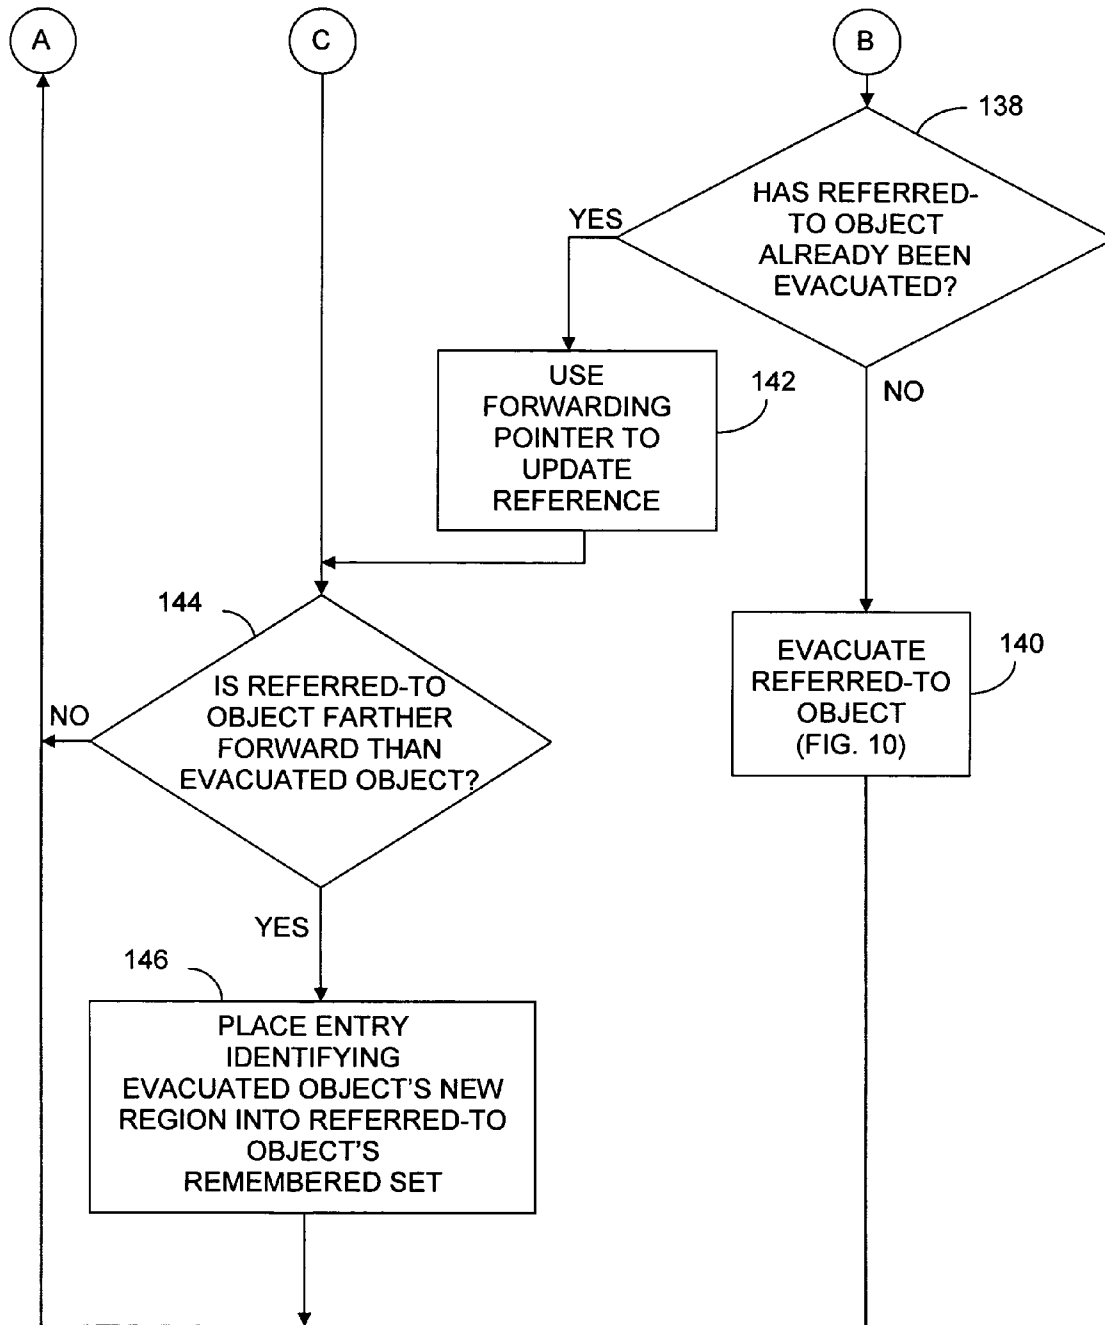 A
C
B
138
HAS REFERRED-
TO OBJECT
ALREADY BEEN
EVACUATED?
YES
NO
USE
FORWARDING
POINTER TO
UPDATE
REFERENCE
142
144
IS REFERRED-TO
OBJECT FARTHER
FORWARD THAN
EVACUATED OBJECT?
NO
YES
EVACUATE
REFERRED-TO
OBJECT
(FIG. 10)
140
146
PLACE ENTRY
IDENTIFYING
EVACUATED OBJECT'S NEW
REGION INTO REFERRED-TO
OBJECT'S
REMEMBERED SET